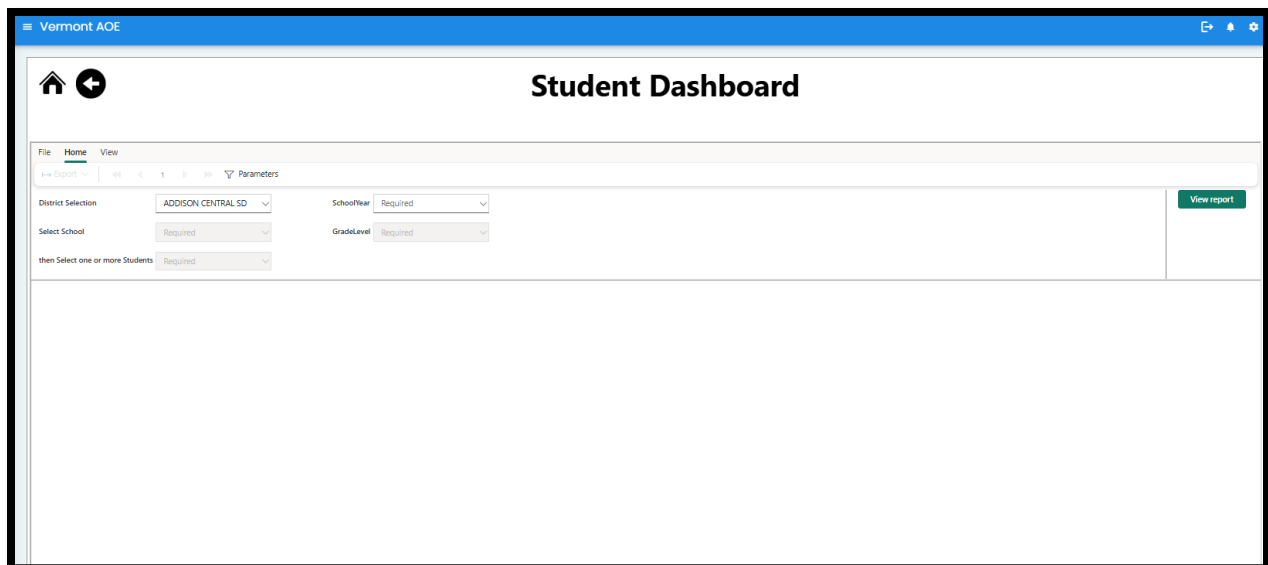 Vermont AOE
Student Dashboard
File Home View
Export 1 Parameters
District Selection ADDISON CENTRAL SD SchoolYear Required View report
Select School Required GradeLevel Required
then Select one or more Students Required